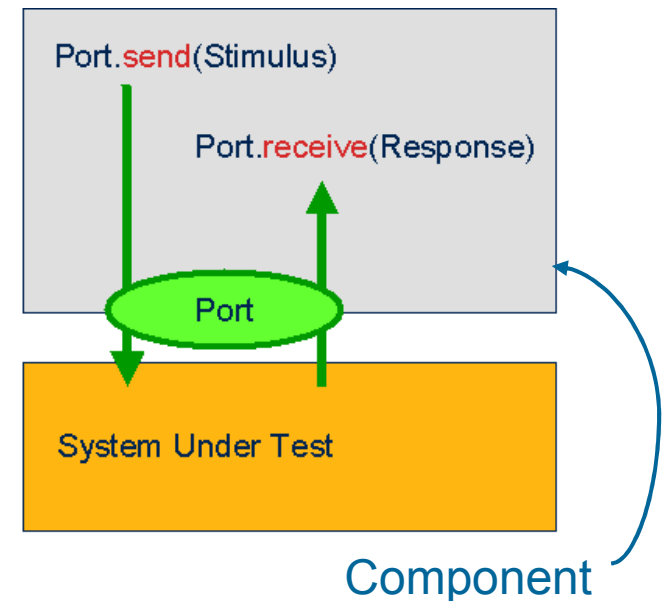 Port.send(Stimulus)
Port.receive(Response)
Port
System Under Test
Component